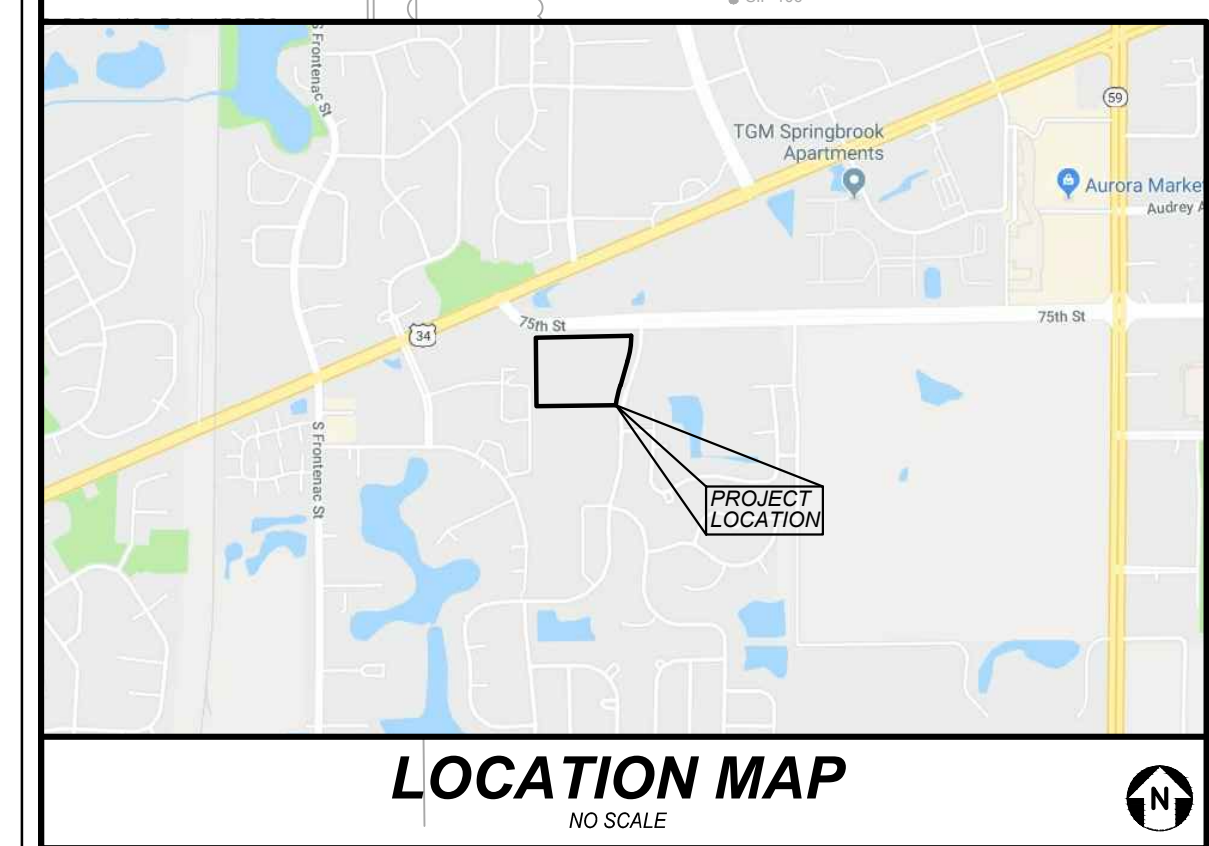 S Frontenac St
59
TGM Springbrook
Apartments
Aurora Marke
Audrey A
75th St
75th St
34
S Frontenac St
PROJECT
LOCATION
LOCATION MAP
NO SCALE
N